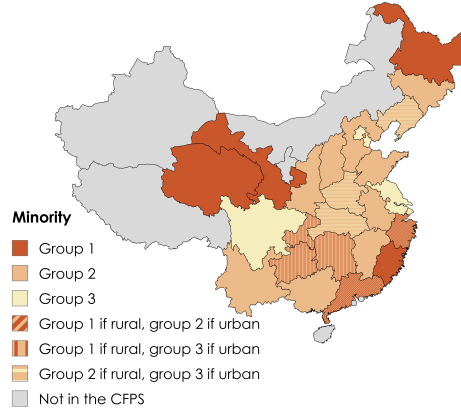 Minority
Group 1
Group 2
Group 3
Group 1 if rural, group 2 if urban
Group 1 if rural, group 3 if urban
Group 2 if rural, group 3 if urban
Not in the CFPS